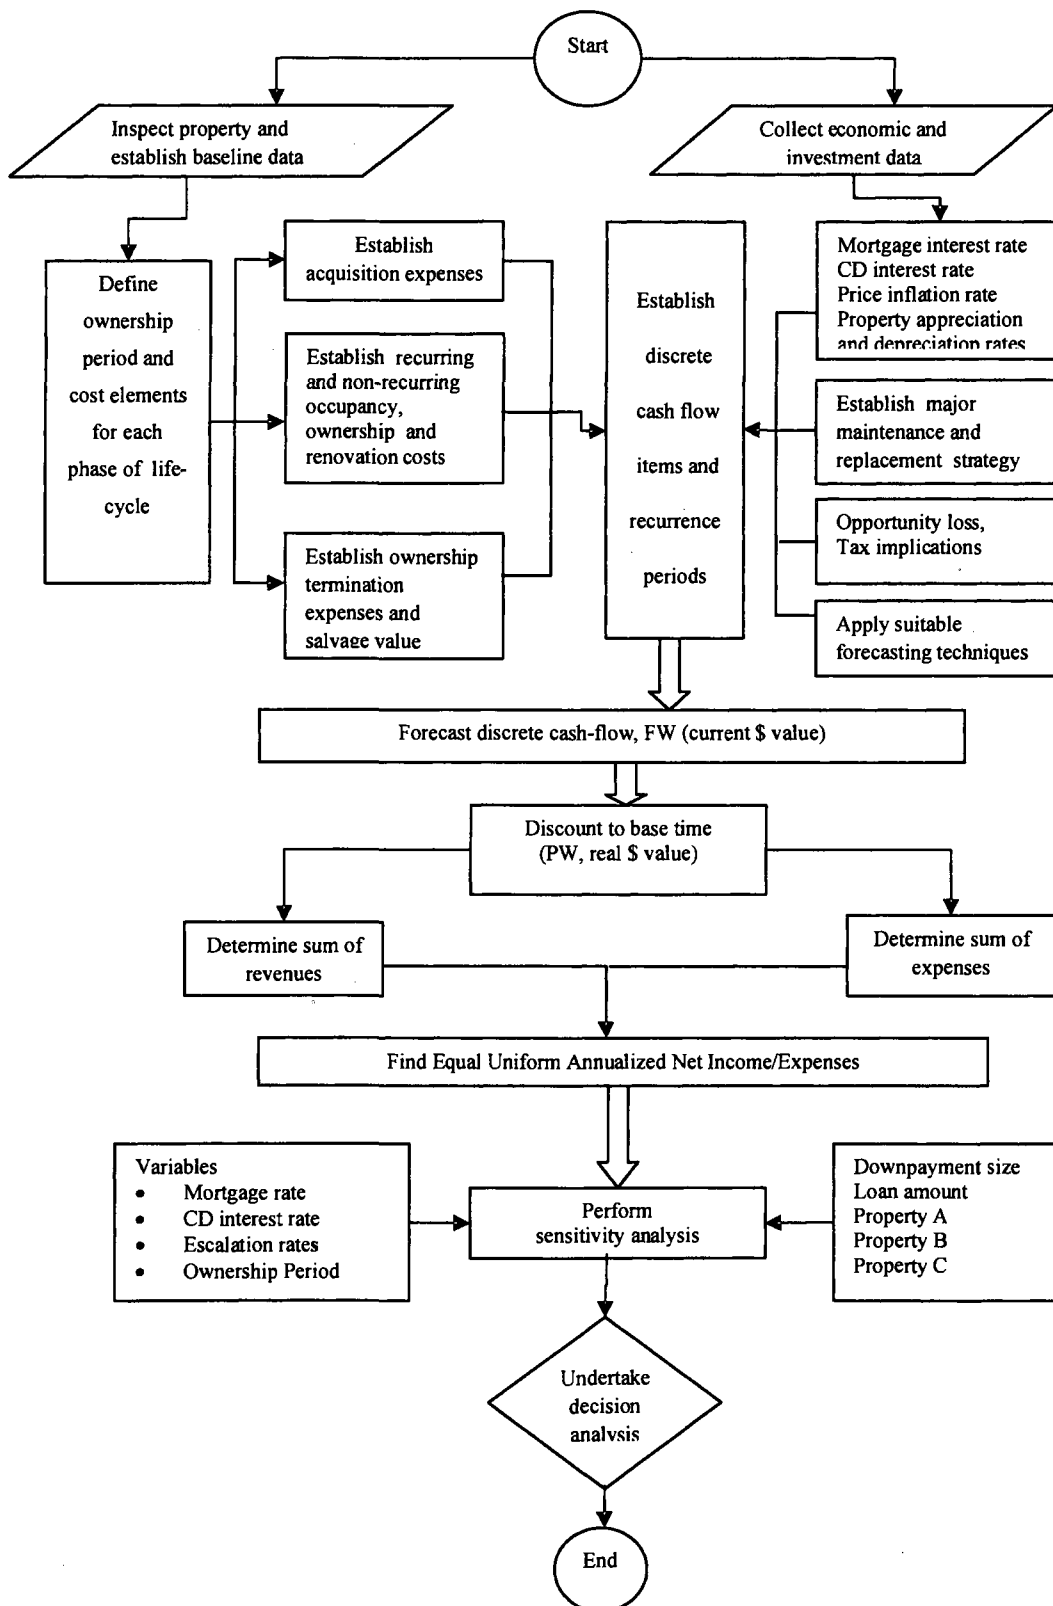 Start
Inspect property and
establish baseline data
Collect economic and
investment data
Define
ownership
period and
cost elements
for each
phase of life-
cycle
Establish
acquisition expenses
Establish recurring
and non-recurring
occupancy,
ownership and
renovation costs
Establish ownership
termination
expenses and
salvage value
Establish
discrete
cash flow
items and
recurrence
periods
Mortgage interest rate
CD interest rate
Price inflation rate
Property appreciation
and depreciation rates
Establish major
maintenance and
replacement strategy
Opportunity loss,
Tax implications
Apply suitable
forecasting techniques
Forecast discrete cash-flow, FW (current $ value)
Discount to base time
(PW, real $ value)
Determine sum of
revenues
Determine sum of
expenses
Find Equal Uniform Annualized Net Income/Expenses
Variables
• Mortgage rate
• CD interest rate
• Escalation rates
• Ownership Period
Perform
sensitivity analysis
Downpayment size
Loan amount
Property A
Property B
Property C
Undertake
decision
analysis
End